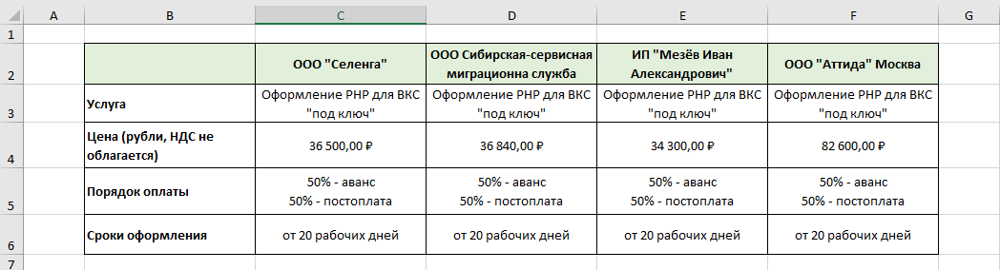 A B C D E F G
1
2
ООО "Селенга"
ООО Сибирская-сервисная
миграционна служба
ИП "Мезёв Иван
Александрович"
ООО "Аттида" Москва
3
Услуга
Оформление РНР для ВКС
"под ключ"
Оформление РНР для ВКС
"под ключ"
Оформление РНР для ВКС
"под ключ"
Оформление РНР для ВКС
"под ключ"
4
Цена (рубли, НДС не
облагается)
36 500,00 ₽
36 840,00 ₽
34 300,00 ₽
82 600,00 ₽
5
Порядок оплаты
50% - аванс
50% - постоплата
50% - аванс
50% - постоплата
50% - аванс
50% - постоплата
50% - аванс
50% - постоплата
6
Сроки оформления
от 20 рабочих дней
от 20 рабочих дней
от 20 рабочих дней
от 20 рабочих дней
7